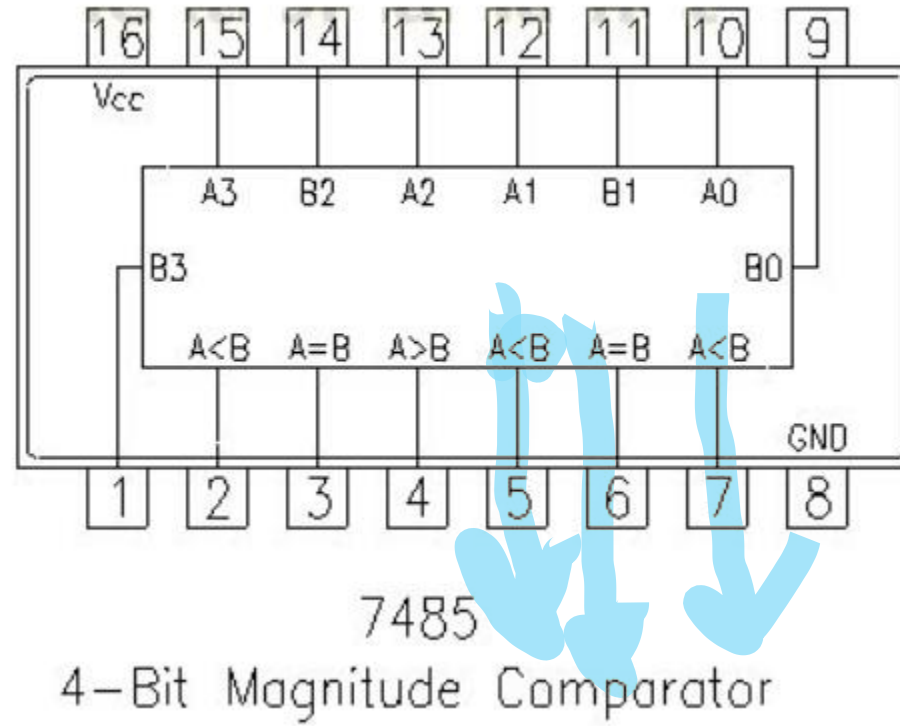 16 15 14 13 12 11 10 9
Vcc
A3 B2 A2 A1 B1 A0
B3 B0
A<B A=B A>B A<B A=B A<B
GND
1 2 3 4 5 6 7 8
7485
4-Bit Magnitude Comparator